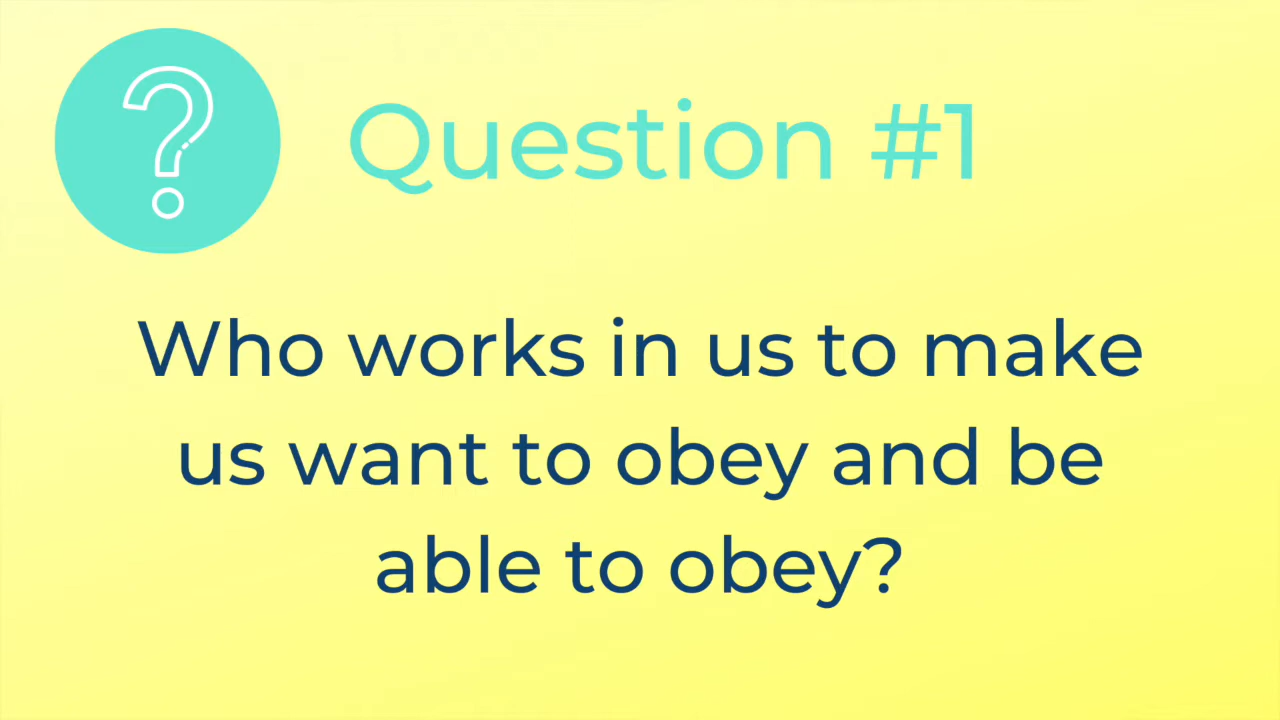 Question #1
Who works in us to make
us want to obey and be
able to obey?